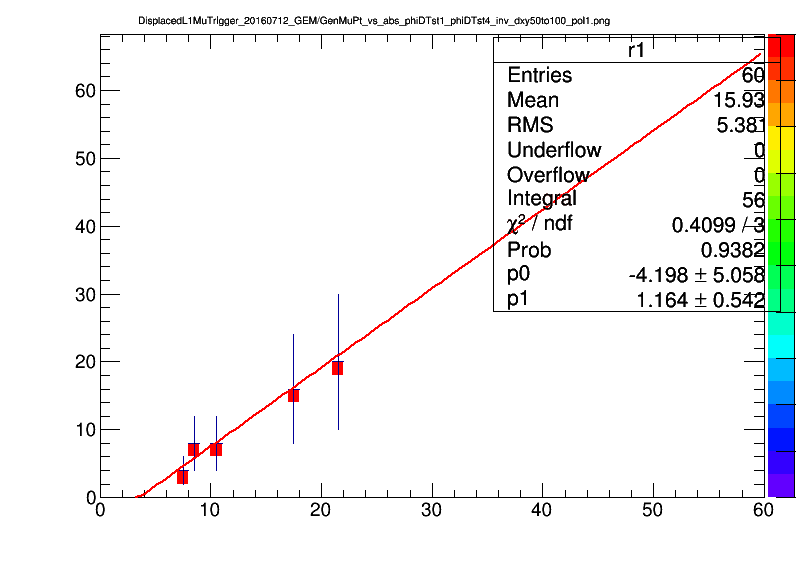 DisplacedL1MuTrigger_20160712_GEM/GenMuPt_vs_abs_phiDTst1_phiDTst4_inv_dxy50to100_pol1.png
r1
Entries 60
Mean 15.93
RMS 5.381
Underflow 0
Overflow 0
Integral 56
χ² / ndf 0.4099 / 3
Prob 0.9382
p0 -4.198 ± 5.058
p1 1.164 ± 0.542
60
50
40
30
20
10
0
0 10 20 30 40 50 60